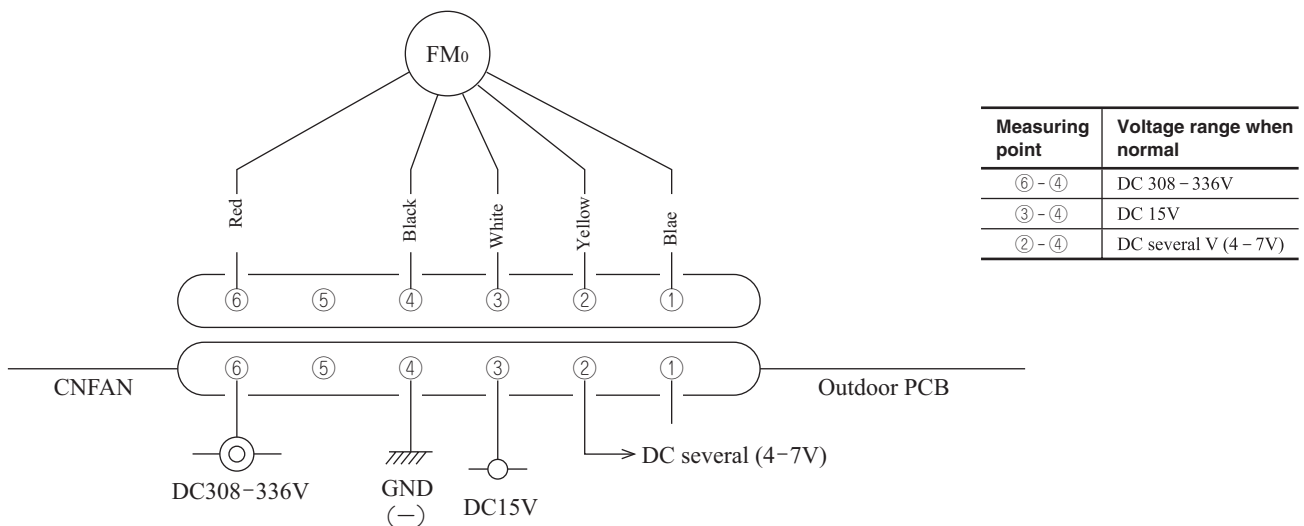 FM0
Red
Black
White
Yellow
Blae
⑥ ⑤ ④ ③ ② ①
⑥ ⑤ ④ ③ ② ①
CNFAN
Outdoor PCB
DC308-336V
GND
(—)
DC15V
DC several (4-7V)
Measuring point
Voltage range when normal
⑥ - ④ DC 308 - 336V
③ - ④ DC 15V
② - ④ DC several V (4 - 7V)